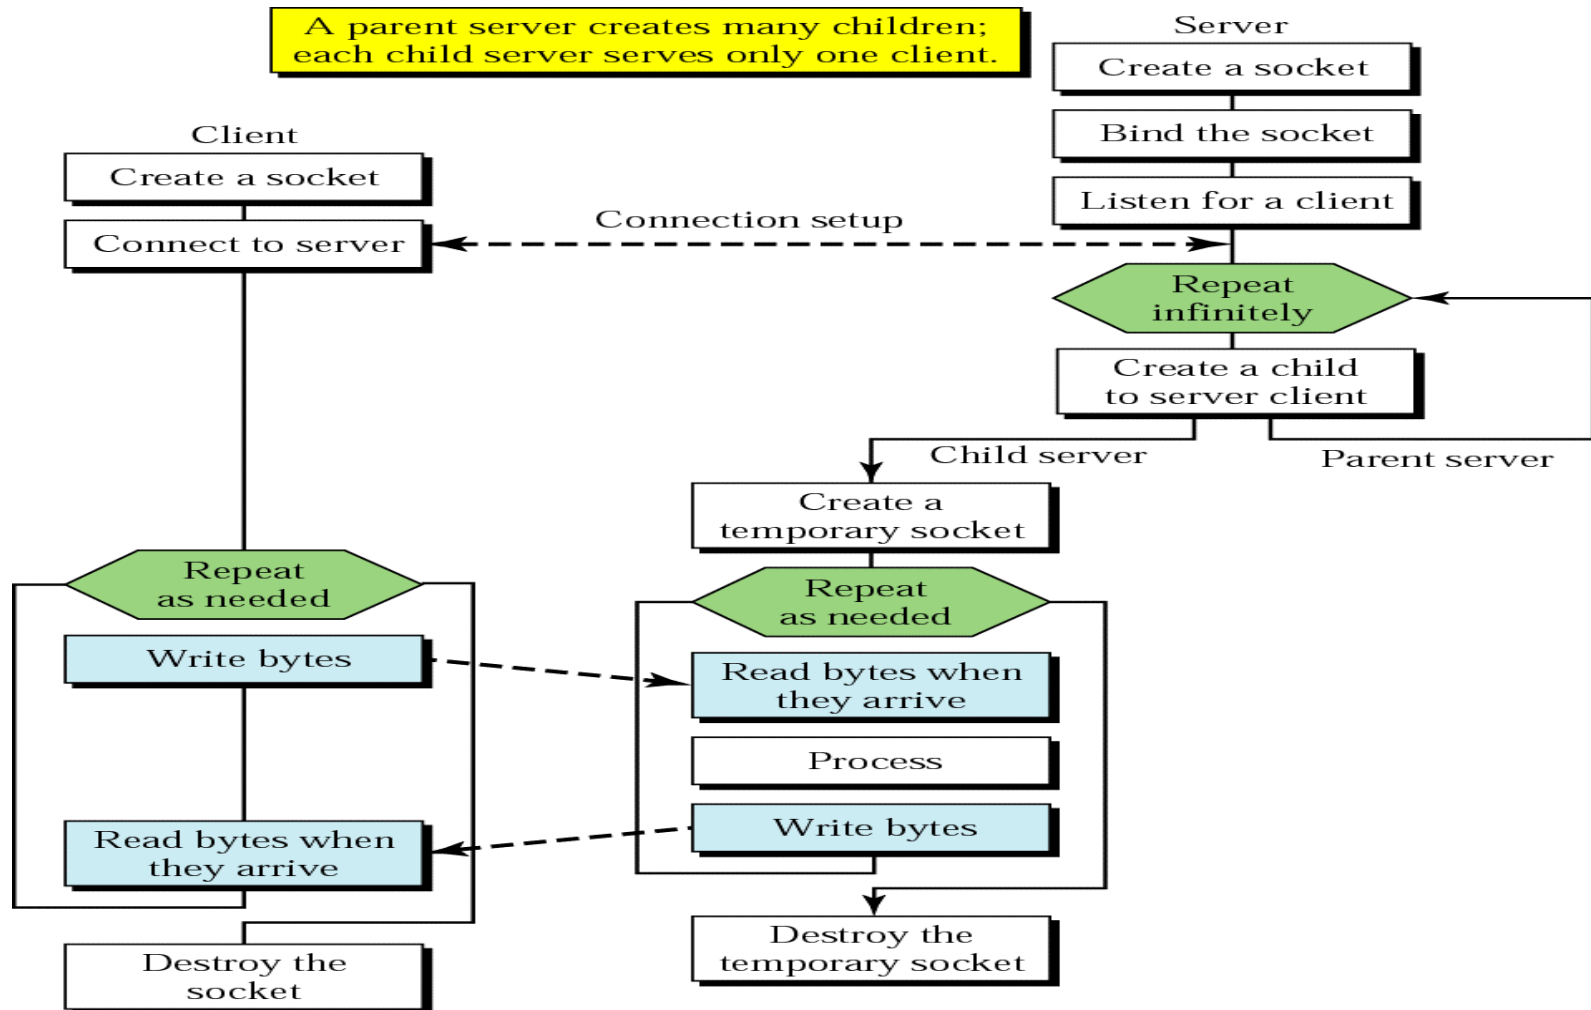 A parent server creates many children;
each child server serves only one client.
Server
Create a socket
Bind the socket
Listen for a client
Client
Create a socket
Connect to server
Connection setup
Repeat
infinitely
Create a child
to server client
Child server
Parent server
Create a
temporary socket
Repeat
as needed
Write bytes
Read bytes when
they arrive
Destroy the
socket
Repeat
as needed
Read bytes when
they arrive
Process
Write bytes
Destroy the
temporary socket